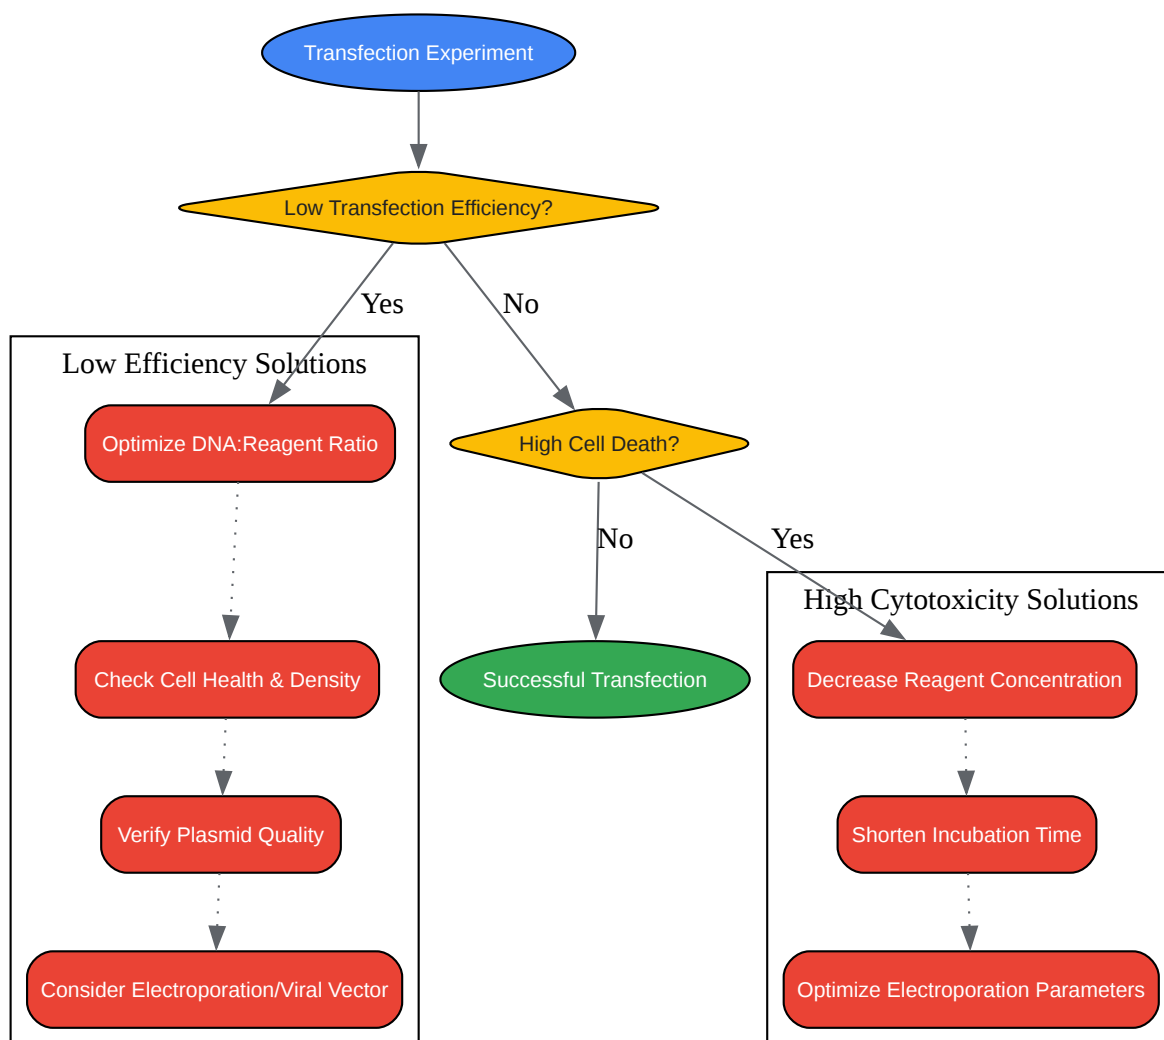 Transfection Experiment
Low Transfection Efficiency?
Yes
No
Low Efficiency Solutions
Optimize DNA:Reagent Ratio
High Cell Death?
No
Yes
High Cytotoxicity Solutions
Check Cell Health & Density
Successful Transfection
Decrease Reagent Concentration
Verify Plasmid Quality
Shorten Incubation Time
Consider Electroporation/Viral Vector
Optimize Electroporation Parameters